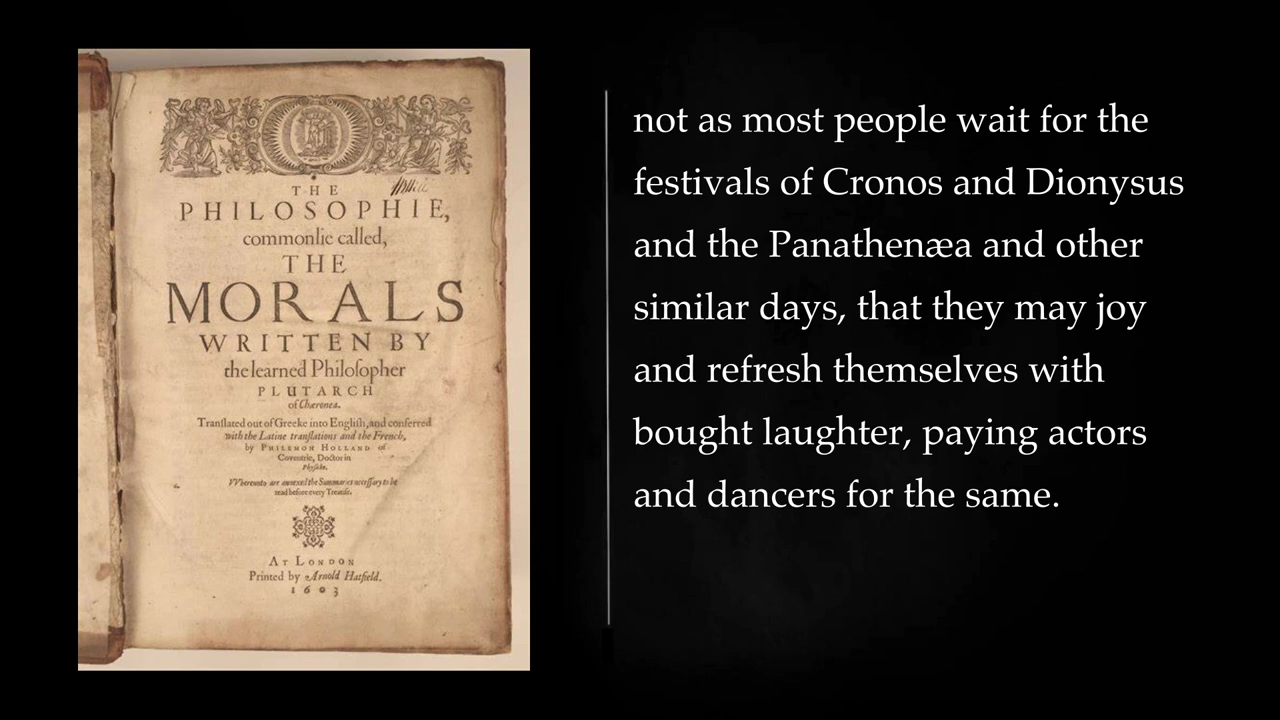 THE
PHILOSOPHIE,
commonlie called,
THE
MORALS
WRITTEN BY
the learned Philoſopher
PLUTARCH
of Chæronea.
Tranſlated out of Greeke into Engliſh, and conferred
with the Latine tranſlations and the French,
by PHILEMON HOLLAND of
Coventrie, Doctor in
Phyſicke.
VVhereunto are annexed the Summaries neceſſary to be
read before every Treatiſe.
AT LONDON
Printed by Arnold Hatfield.
1603
not as most people wait for the
festivals of Cronos and Dionysus
and the Panathenæa and other
similar days, that they may joy
and refresh themselves with
bought laughter, paying actors
and dancers for the same.